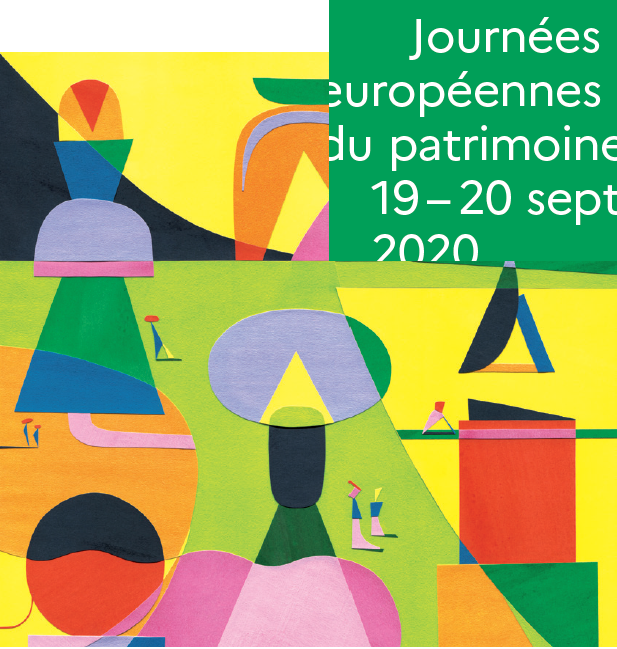 Journées
européennes
du patrimoine
19 – 20 sept
2020